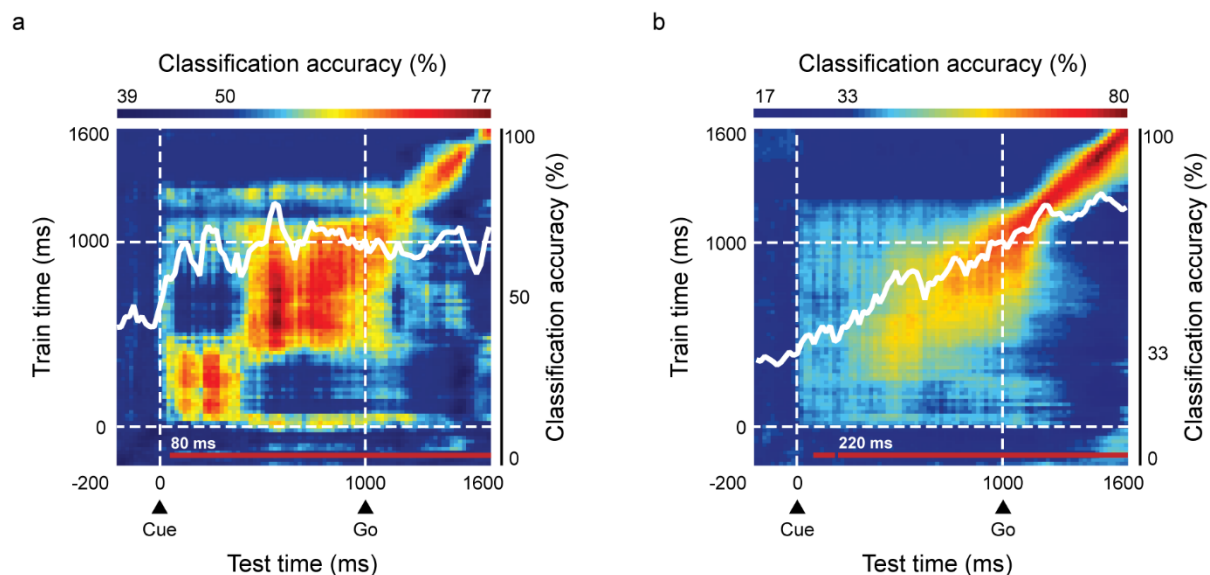 a
Classification accuracy (%)
39 50 77
1600
1000
0
-200
Train time (ms)
100
50
0
Classification accuracy (%)
80 ms
0 1000 1600
Cue Go
Test time (ms)
b
Classification accuracy (%)
17 33 80
1600
1000
0
-200
Train time (ms)
100
33
0
Classification accuracy (%)
220 ms
0 1000 1600
Cue Go
Test time (ms)